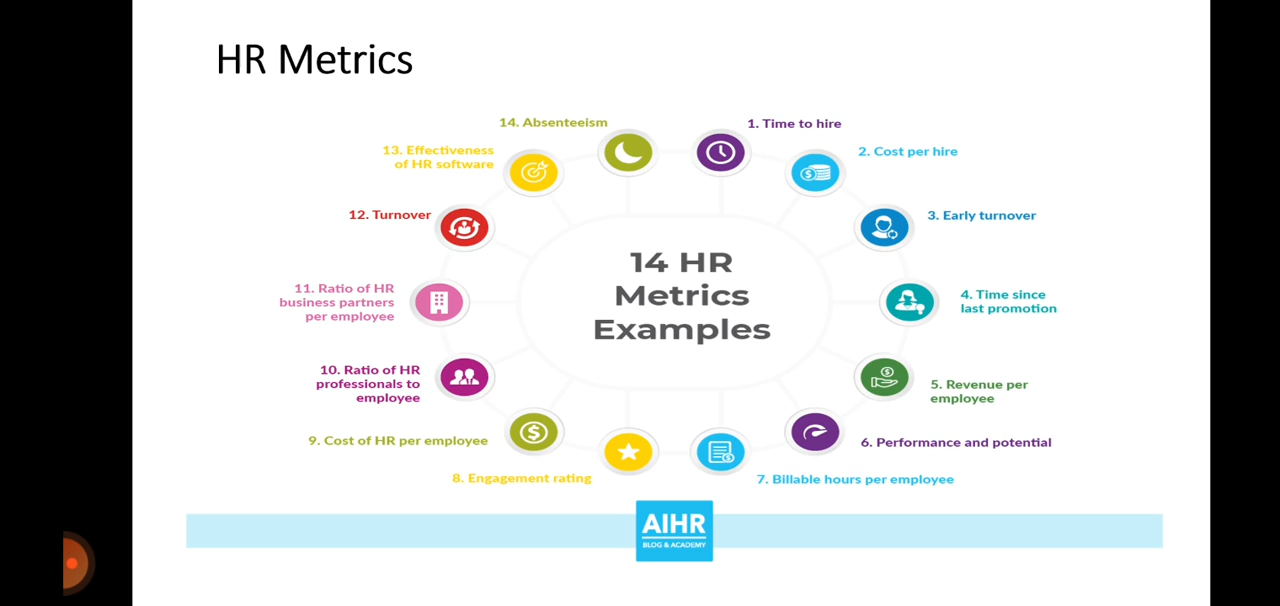 HR Metrics
14 HR
Metrics
Examples
1. Time to hire
2. Cost per hire
3. Early turnover
4. Time since
last promotion
5. Revenue per
employee
6. Performance and potential
7. Billable hours per employee
8. Engagement rating
9. Cost of HR per employee
10. Ratio of HR
professionals to
employee
11. Ratio of HR
business partners
per employee
12. Turnover
13. Effectiveness
of HR software
14. Absenteeism
AIHR
BLOG & ACADEMY